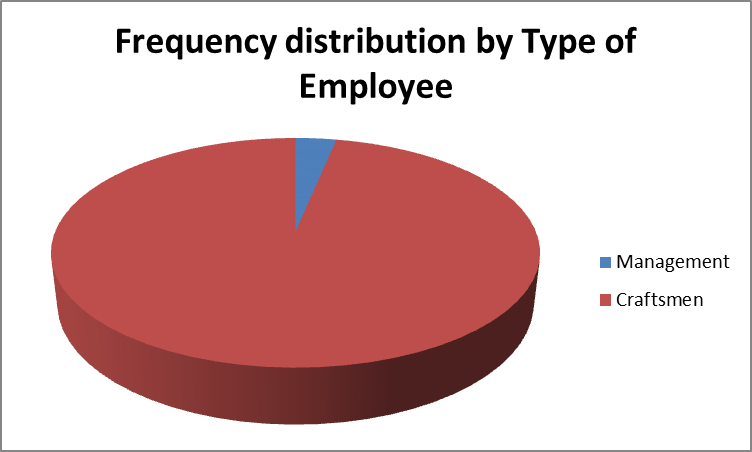 Frequency distribution by Type of
Employee
Management
Craftsmen